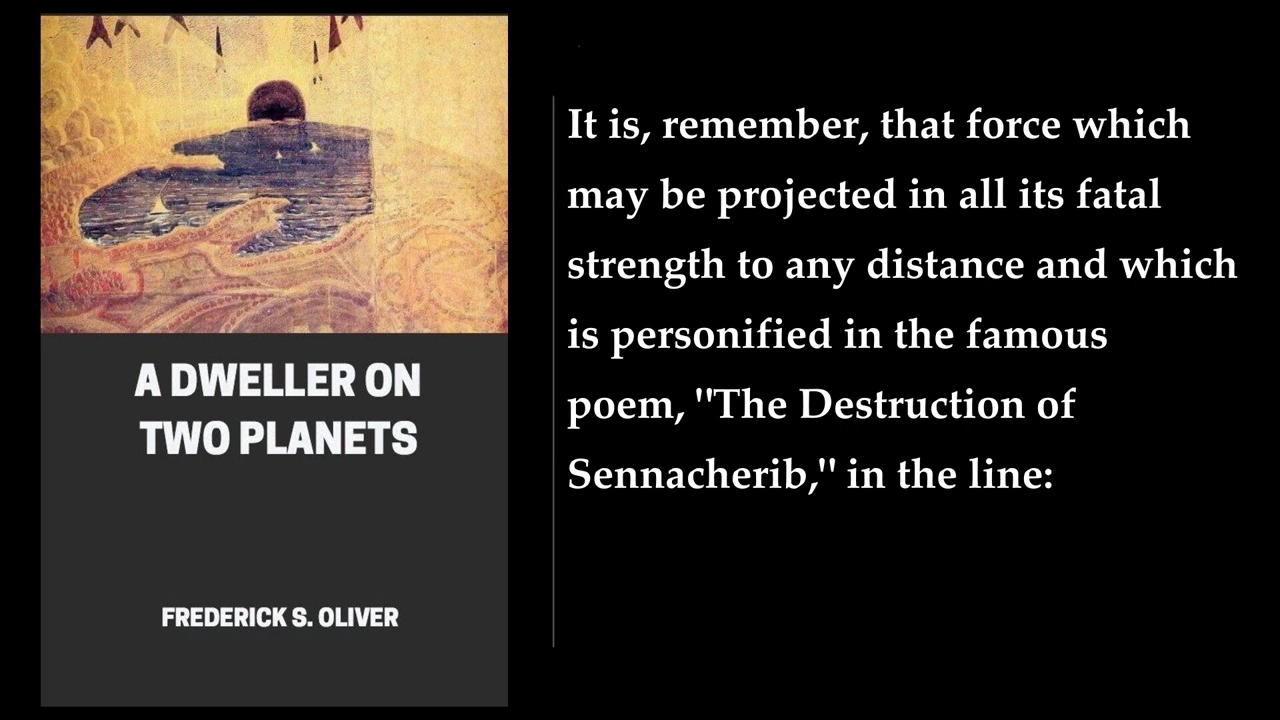 A DWELLER ON
TWO PLANETS
FREDERICK S. OLIVER
It is, remember, that force which
may be projected in all its fatal
strength to any distance and which
is personified in the famous
poem, "The Destruction of
Sennacherib," in the line: